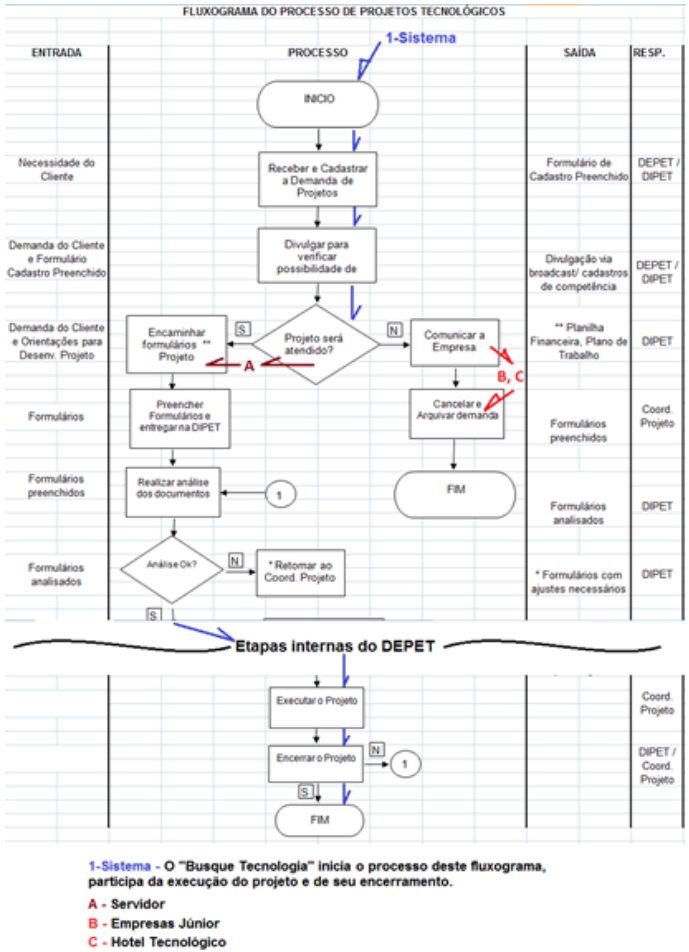 FLUXOGRAMA DO PROCESSO DE PROJETOS TECNOLÓGICOS
1-Sistema
ENTRADA
PROCESSO
SAÍDA
RESP.
INICIO
Necessidade do
Cliente
Receber e Cadastrar
a Demanda de
Projetos
Formulário de
Cadastro Preenchido
DEPET /
DIPET
Demanda do Cliente
e Formulário
Cadastro Preenchido
Divulgar para
verificar
possibilidade de
Divulgação via
broadcast/ cadastros
de competência
DEPET /
DIPET
Demanda do Cliente
e Orientações para
Desenv. Projeto
Encaminhar
formulários **
Projeto
S
A
Projeto será
atendido?
N
Comunicar a
Empresa
A
B, C
** Planilha
Financeira, Plano de
Trabalho
DIPET
Formulários
Preencher
Formulários e
entregar na DIPET
Cancelar e
Arquivar demanda
Formulários
preenchidos
Coord.
Projeto
Formulários
preenchidos
Realizar análise
dos documentos
1
FIM
Formulários
analisados
DIPET
Formulários
analisados
Análise Ok?
N
* Retornar ao
Coord. Projeto
* Formulários com
ajustes necessários
DIPET
S
Etapas internas do DEPET
Executar o Projeto
Coord.
Projeto
Encerrar o Projeto
N
1
DIPET /
Coord.
Projeto
S
FIM
1-Sistema - O "Busque Tecnologia" inicia o processo deste fluxograma,
participa da execução do projeto e de seu encerramento.
A - Servidor
B - Empresas Júnior
C - Hotel Tecnológico